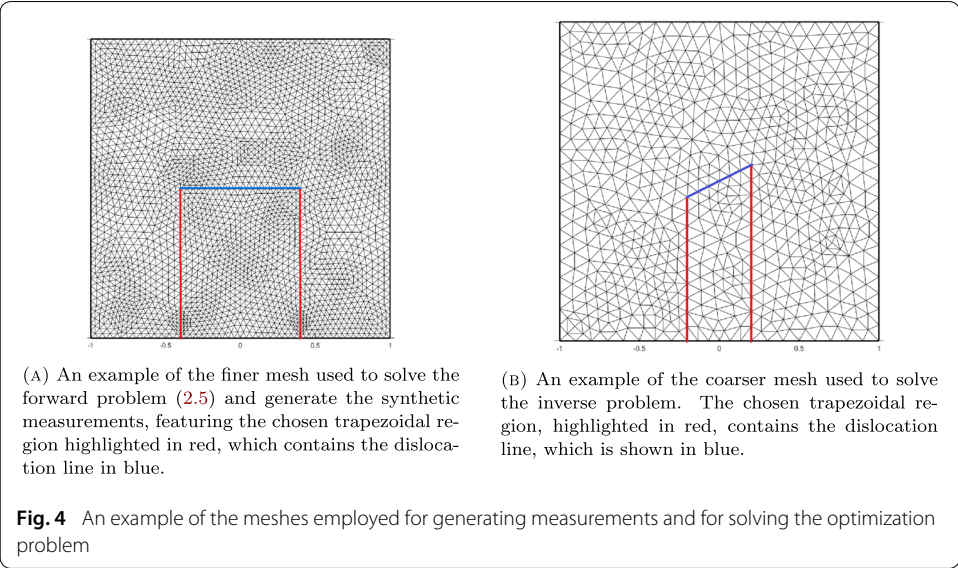 -1 -0.5 0 0.5 1
(A) An example of the finer mesh used to solve the
forward problem (2.5) and generate the synthetic
measurements, featuring the chosen trapezoidal re-
gion highlighted in red, which contains the disloca-
tion line in blue.
-1 -0.5 0 0.5 1
(B) An example of the coarser mesh used to solve
the inverse problem. The chosen trapezoidal re-
gion, highlighted in red, contains the dislocation
line, which is shown in blue.
Fig. 4 An example of the meshes employed for generating measurements and for solving the optimization
problem